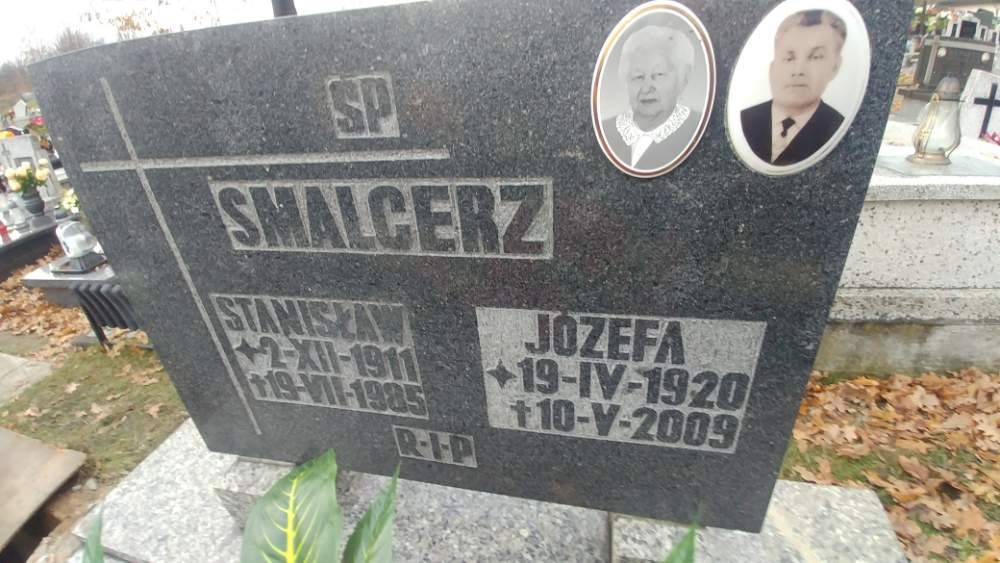 SP
SMALCERZ
STANISŁAW
2-XII-1911
†19-VII-1985
JÓZEFA
19-IV-1920
†10-V-2009
R-I-P